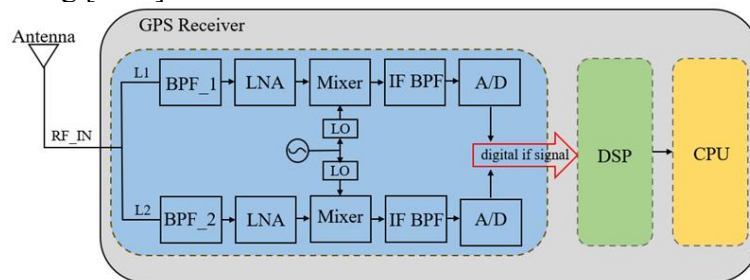 GPS Receiver
Antenna
L1
BPF_1
LNA
Mixer
IF BPF
A/D
RF_IN
LO
LO
digital if signal
DSP
CPU
L2
BPF_2
LNA
Mixer
IF BPF
A/D